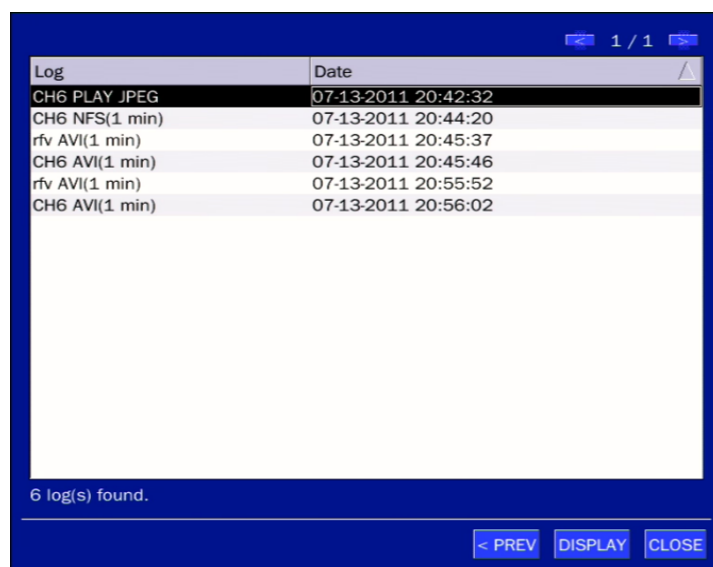 < 1/1 >
Log Date
CH6 PLAY JPEG 07-13-2011 20:42:32
CH6 NFS(1 min) 07-13-2011 20:44:20
rfv AVI(1 min) 07-13-2011 20:45:37
CH6 AVI(1 min) 07-13-2011 20:45:46
rfv AVI(1 min) 07-13-2011 20:55:52
CH6 AVI(1 min) 07-13-2011 20:56:02
6 log(s) found.
< PREV DISPLAY CLOSE